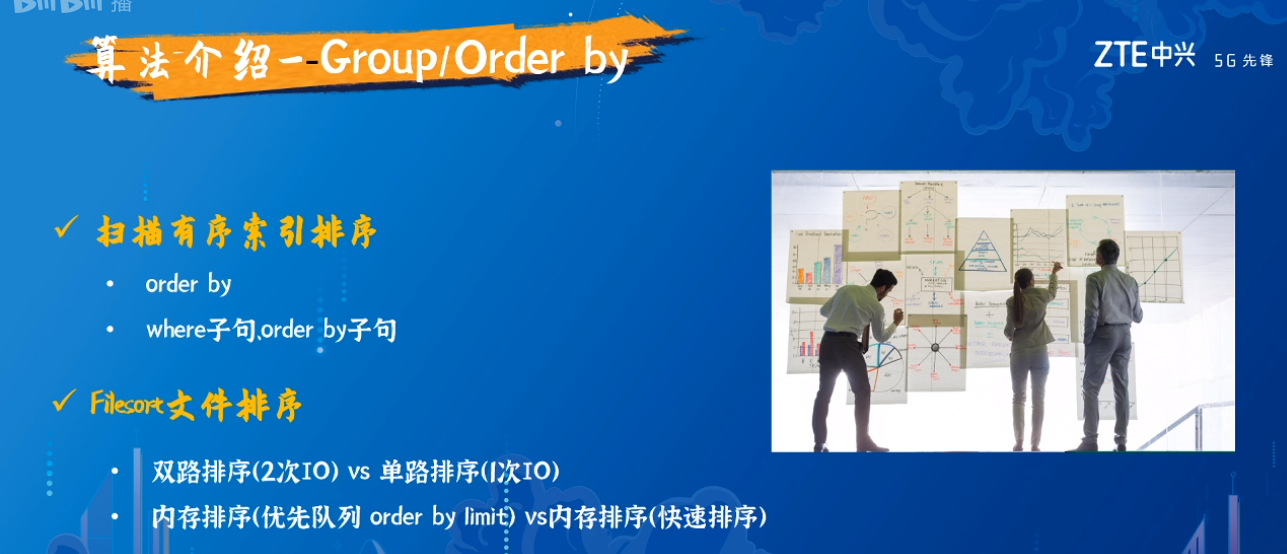 bilibili 播
算法介绍--Group/Order by
ZTE中兴 5G先锋
扫描有序索引排序
order by
where子句、order by子句
Filesort文件排序
双路排序(2次IO) vs 单路排序(1次IO)
内存排序(优先队列 order by limit) vs内存排序(快速排序)